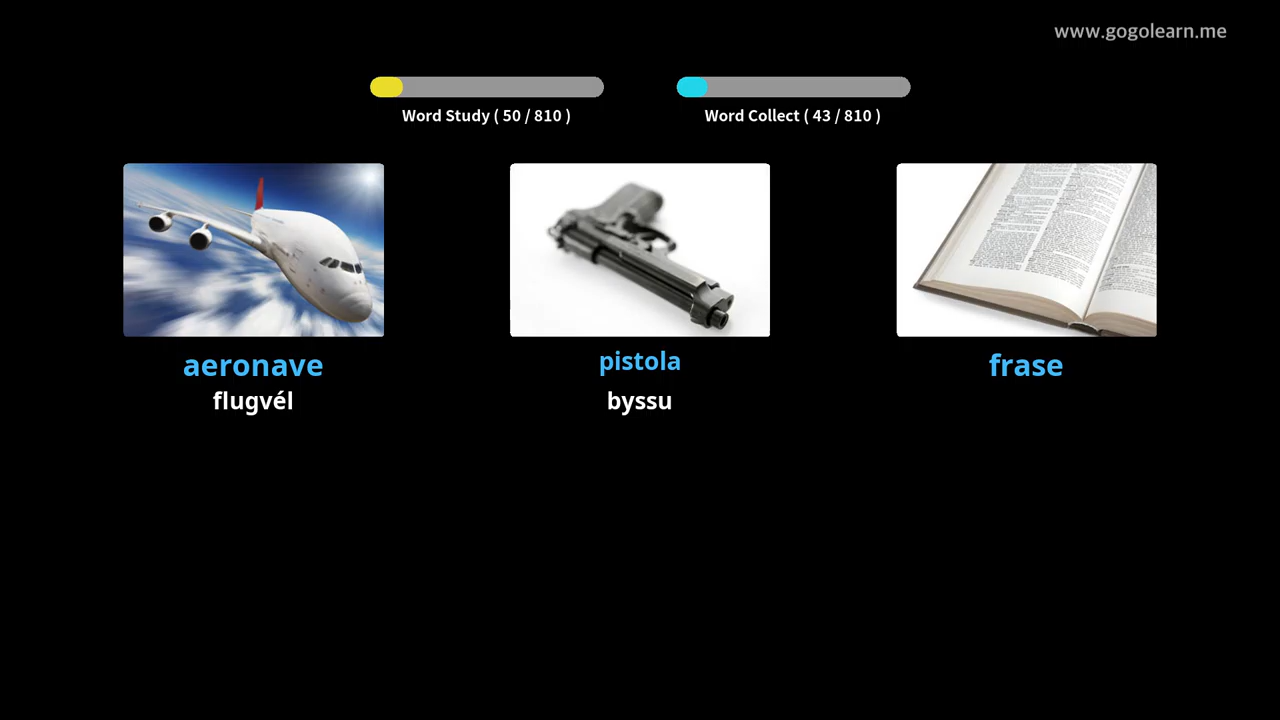 www.gogolearn.me
Word Study ( 50 / 810 )
Word Collect ( 43 / 810 )
aeronave
flugvél
pistola
byssu
frase